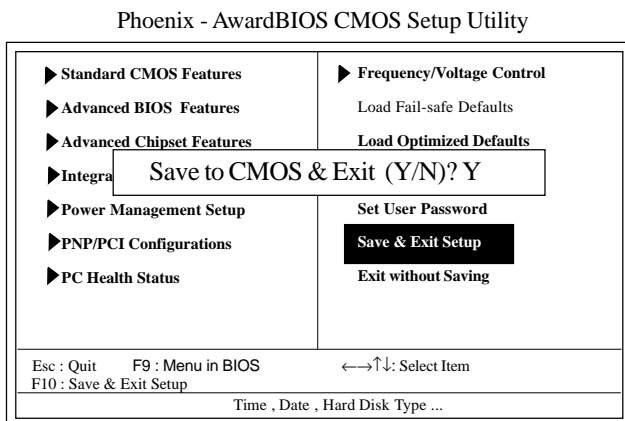 Phoenix - AwardBIOS CMOS Setup Utility
Standard CMOS Features
Advanced BIOS Features
Advanced Chipset Features
Integra
Power Management Setup
PNP/PCI Configurations
PC Health Status
Frequency/Voltage Control
Load Fail-safe Defaults
Load Optimized Defaults
Save to CMOS & Exit (Y/N)? Y
Set User Password
Save & Exit Setup
Exit without Saving
Esc : Quit F9 : Menu in BIOS ←→↑↓: Select Item
F10 : Save & Exit Setup
Time , Date , Hard Disk Type ...